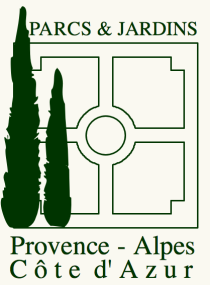 PARCS & JARDINS
Provence - Alpes
Côte d'Azur